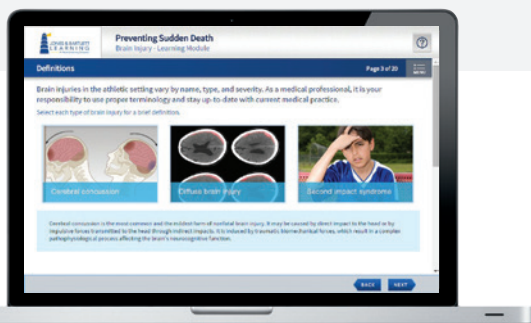 JONES & BARTLETT
LEARNING
Preventing Sudden Death
Brain Injury - Learning Module
?
Definitions
Page 3 of 20
MENU
Brain injuries in the athletic setting vary by name, type, and severity. As a medical professional, it is your
responsibility to use proper terminology and stay up-to-date with current medical practice.
Select each type of brain injury for a brief definition.
Cerebral concussion
Diffuse brain injury
Second impact syndrome
Cerebral concussion is the most common and the mildest form of nonfatal brain injury. It may be caused by direct impact to the head or by
impulsive forces transmitted to the head through indirect impacts. It is induced by traumatic biomechanical forces, which result in a complex
pathophysiological process affecting the brain's neurocognitive function.
BACK
NEXT